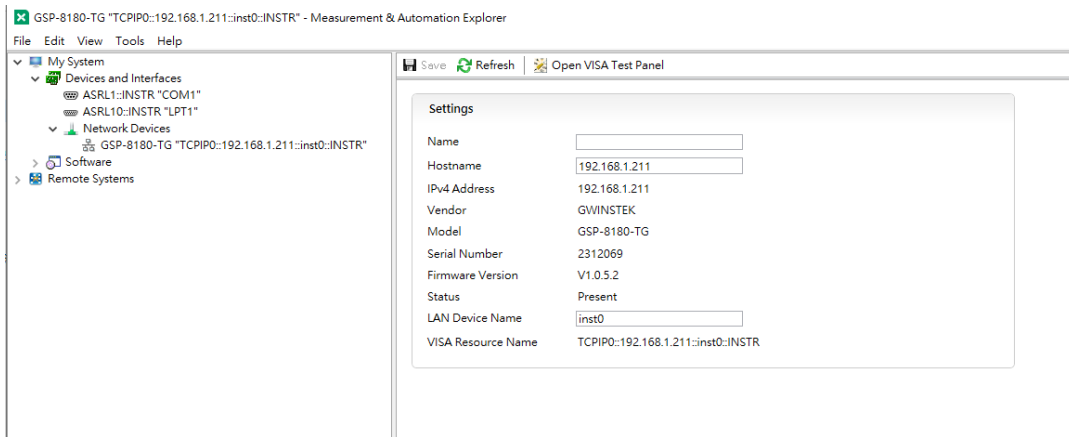 GSP-8180-TG "TCPIP0::192.168.1.211::inst0::INSTR" - Measurement & Automation Explorer
File Edit View Tools Help
My System
Devices and Interfaces
ASRL1::INSTR "COM1"
ASRL10::INSTR "LPT1"
Network Devices
GSP-8180-TG "TCPIP0::192.168.1.211::inst0::INSTR"
Software
Remote Systems
Save Refresh Open VISA Test Panel
Settings
Name
Hostname 192.168.1.211
IPv4 Address 192.168.1.211
Vendor GWINSTEK
Model GSP-8180-TG
Serial Number 2312069
Firmware Version V1.0.5.2
Status Present
LAN Device Name inst0
VISA Resource Name TCPIP0::192.168.1.211::inst0::INSTR